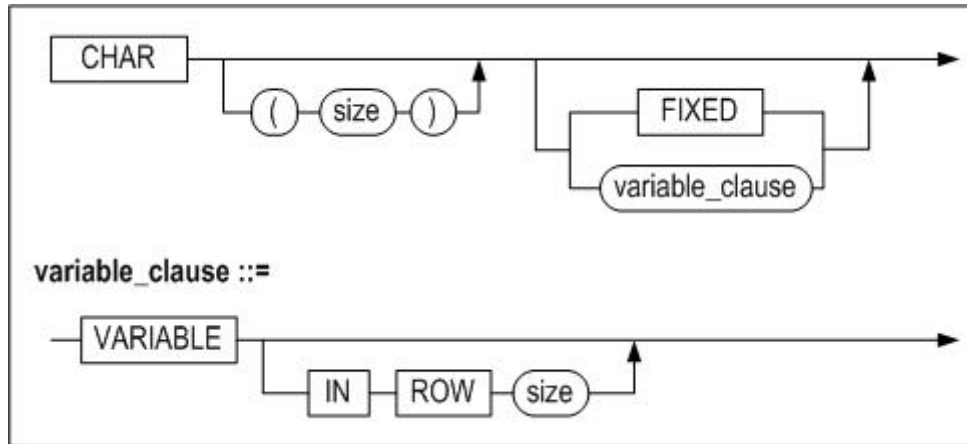 CHAR
( size )
FIXED
variable_clause
variable_clause ::=
VARIABLE
IN ROW size